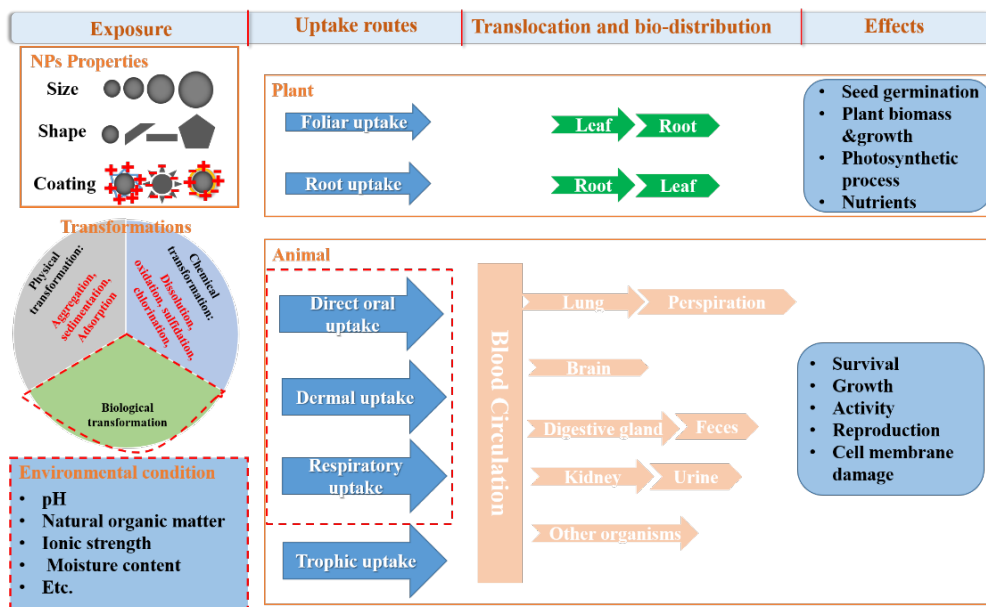 Exposure
Uptake routes
Translocation and bio-distribution
Effects
NPs Properties
Size
Shape
Coating
Transformations
Physical
transformation:
Aggregation,
sedimentation,
Adsorption
Chemical
transformation:
Dissolution,
oxidation, sulfidation,
chlorination,
Biological
transformation
Environmental condition
• pH
• Natural organic matter
• Ionic strength
• Moisture content
• Etc.
Plant
Foliar uptake
Leaf
Root
Root uptake
Root
Leaf
• Seed germination
• Plant biomass
&growth
• Photosynthetic
process
• Nutrients
Animal
Direct oral
uptake
Dermal uptake
Respiratory
uptake
Trophic uptake
Blood Circulation
Lung
Perspiration
Brain
Digestive gland
Feces
Kidney
Urine
Other organisms
• Survival
• Growth
• Activity
• Reproduction
• Cell membrane
damage